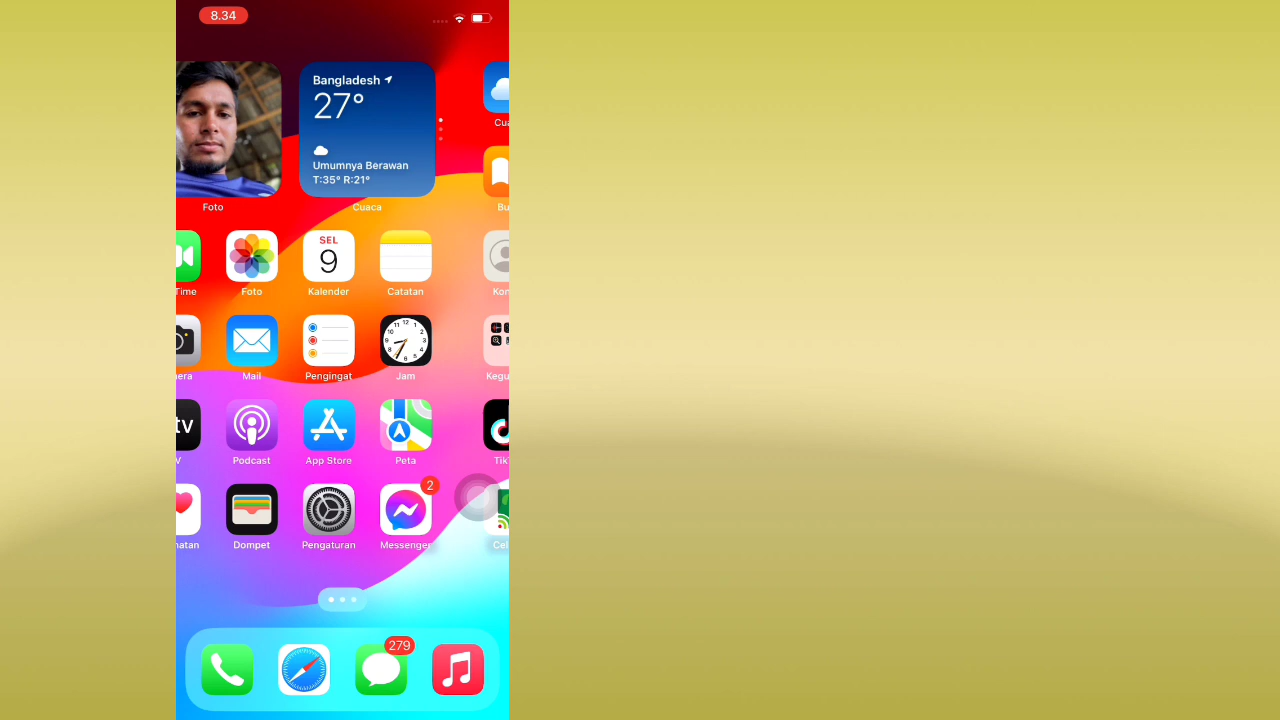 8.34
Bangladesh
27°
Umumnya Berawan
T:35° R:21°
Foto
Cuaca
SEL
9
Foto
Kalender
Catatan
Mail
Pengingat
Jam
tv
Podcast
App Store
Peta
2
Dompet
Pengaturan
Messenger
279